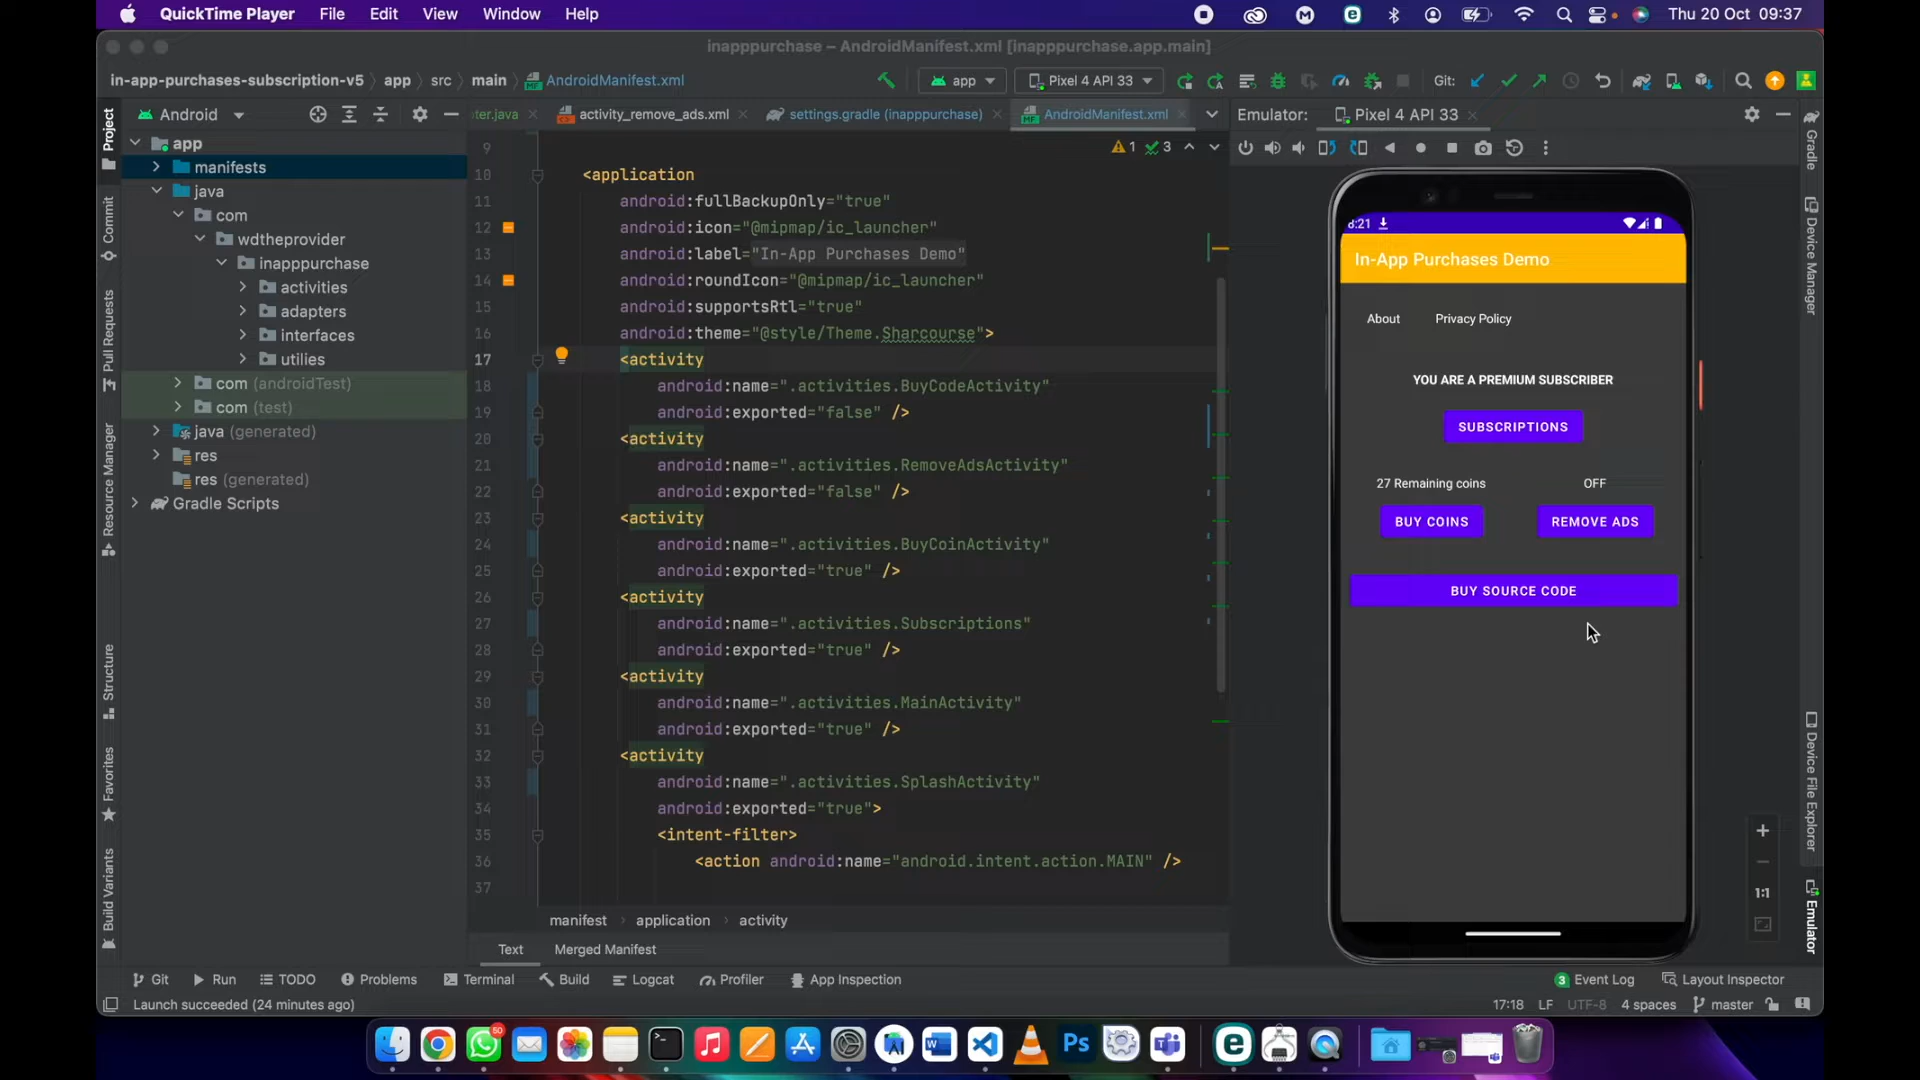 QuickTime Player File Edit View Window Help Thu 20 Oct 09:37
inapppurchase – AndroidManifest.xml [inapppurchase.app.main]
in-app-purchases-subscription-v5 app src main AndroidManifest.xml app Pixel 4 API 33 Git:
Android ter.java activity_remove_ads.xml settings.gradle (inapppurchase) AndroidManifest.xml Emulator: Pixel 4 API 33
Project
Commit
Pull Requests
Resource Manager
Structure
Favorites
Build Variants
app
manifests
java
com
wdtheprovider
inapppurchase
activities
adapters
interfaces
utilies
com (androidTest)
com (test)
java (generated)
res
res (generated)
Gradle Scripts
1 3
9
10 <application
11 android:fullBackupOnly="true"
12 android:icon="@mipmap/ic_launcher"
13 android:label="In-App Purchases Demo"
14 android:roundIcon="@mipmap/ic_launcher"
15 android:supportsRtl="true"
16 android:theme="@style/Theme.Sharcourse">
17 <activity
18 android:name=".activities.BuyCodeActivity"
19 android:exported="false" />
20 <activity
21 android:name=".activities.RemoveAdsActivity"
22 android:exported="false" />
23 <activity
24 android:name=".activities.BuyCoinActivity"
25 android:exported="true" />
26 <activity
27 android:name=".activities.Subscriptions"
28 android:exported="true" />
29 <activity
30 android:name=".activities.MainActivity"
31 android:exported="true" />
32 <activity
33 android:name=".activities.SplashActivity"
34 android:exported="true">
35 <intent-filter>
36 <action android:name="android.intent.action.MAIN" />
37
manifest application activity
Text Merged Manifest
8:21
In-App Purchases Demo
About Privacy Policy
YOU ARE A PREMIUM SUBSCRIBER
SUBSCRIPTIONS
27 Remaining coins OFF
BUY COINS REMOVE ADS
BUY SOURCE CODE
1:1
Gradle
Device Manager
Device File Explorer
Emulator
Git Run TODO Problems Terminal Build Logcat Profiler App Inspection 3 Event Log Layout Inspector
Launch succeeded (24 minutes ago) 17:18 LF UTF-8 4 spaces master
50
Ps